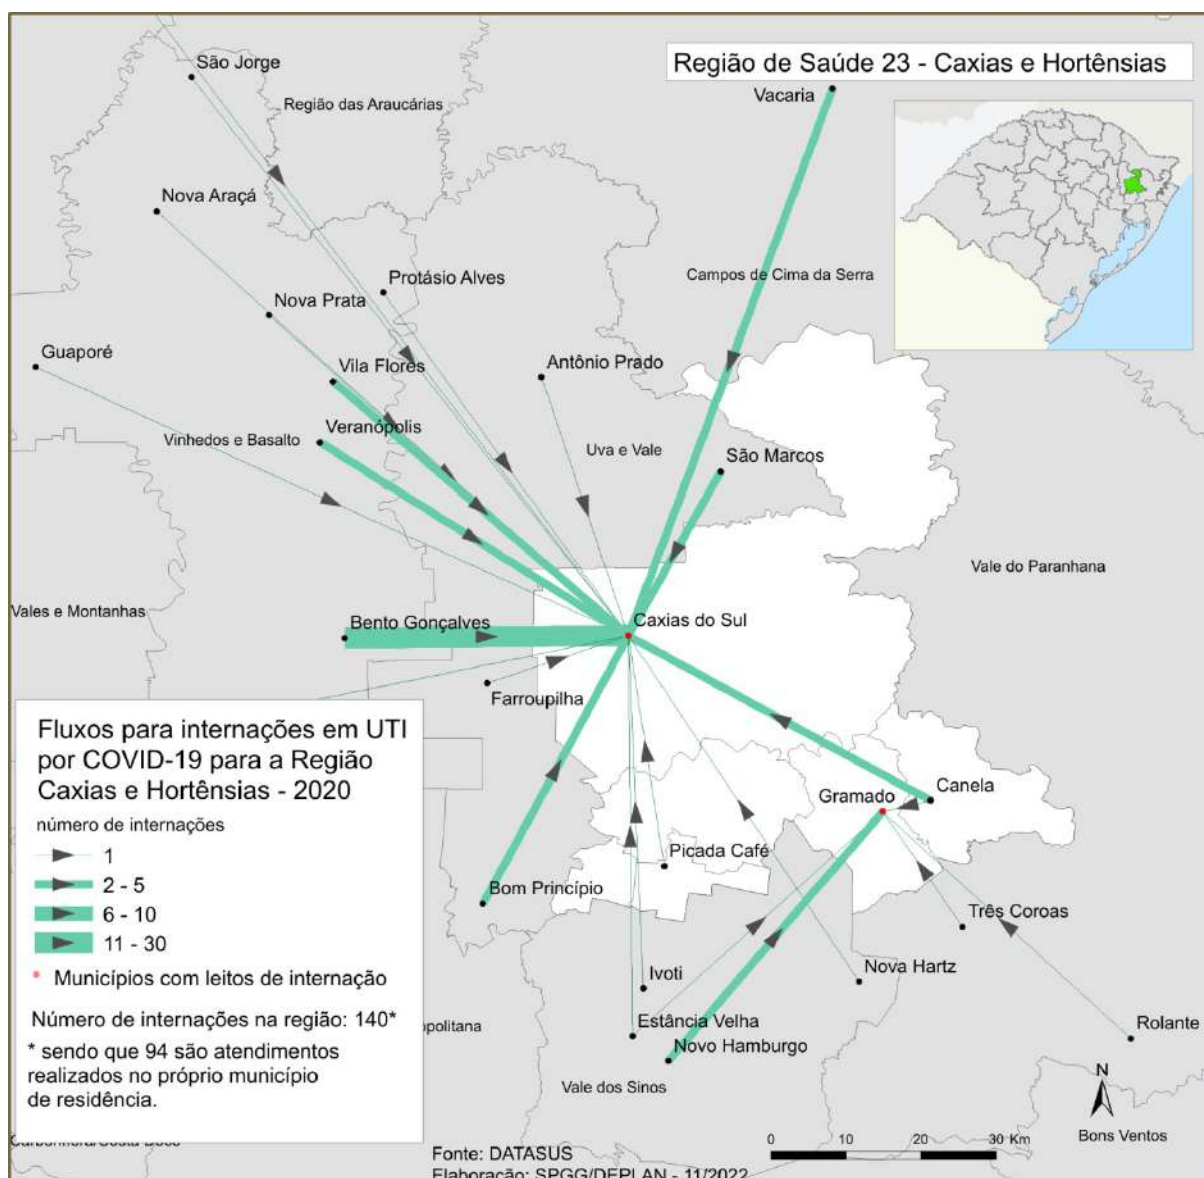 Região de Saúde 23 - Caxias e Hortênsias
São Jorge
Região das Araucárias
Vacaria
Nova Araçá
Protásio Alves
Campos de Cima da Serra
Nova Prata
Guaporé
Vila Flores
Antônio Prado
Veranópolis
Vinhedos e Basalto
Uva e Vale
São Marcos
Vale do Paranhana
Vales e Montanhas
Bento Gonçalves
Caxias do Sul
Farroupilha
Fluxos para internações em UTI
por COVID-19 para a Região
Caxias e Hortênsias - 2020
número de internações
1
2 - 5
6 - 10
11 - 30
Municípios com leitos de internação
Número de internações na região: 140*
* sendo que 94 são atendimentos
realizados no próprio município
de residência.
Gramado
Canela
Picada Café
Bom Princípio
Três Coroas
Nova Hartz
Ivoti
Estância Velha
Rolante
opolitana
Novo Hamburgo
Vale dos Sinos
N
Bons Ventos
0 10 20 30 Km
Fonte: DATASUS
Elaboração: SPGG/DEPLAN - 11/2022